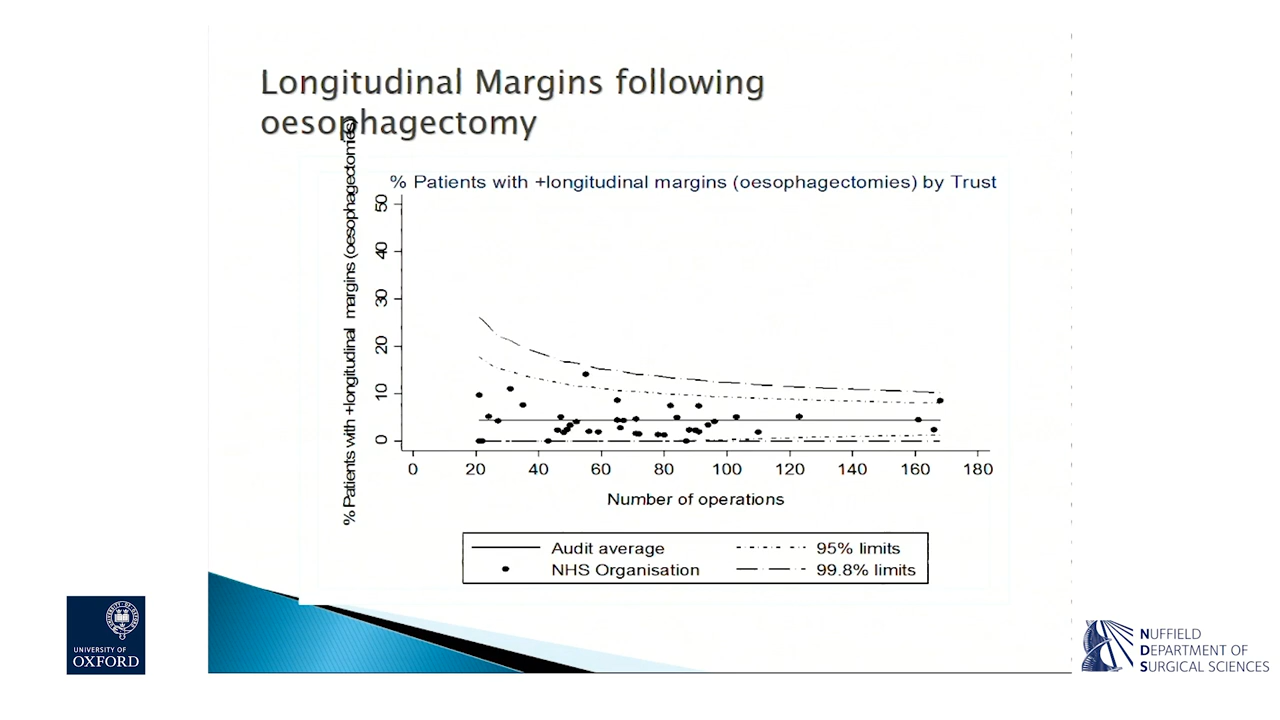 Longitudinal Margins following
oesophagectomy
% Patients with +longitudinal margins (oesophagectomies) by Trust
% Patients with +longitudinal margins (oesophagectomies)
50
40
30
20
10
0
0 20 40 60 80 100 120 140 160 180
Number of operations
Audit average 95% limits
NHS Organisation 99.8% limits
UNIVERSITY OF
OXFORD
NUFFIELD
DEPARTMENT OF
SURGICAL SCIENCES